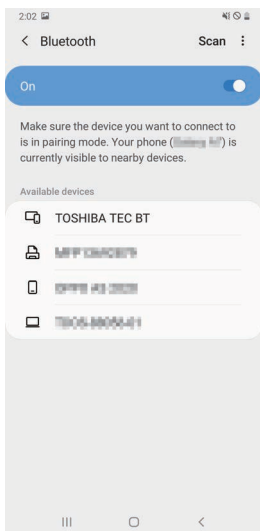 2:02
Bluetooth
Scan
On
Make sure the device you want to connect to
is in pairing mode. Your phone (
) is
currently visible to nearby devices.
Available devices
TOSHIBA TEC BT